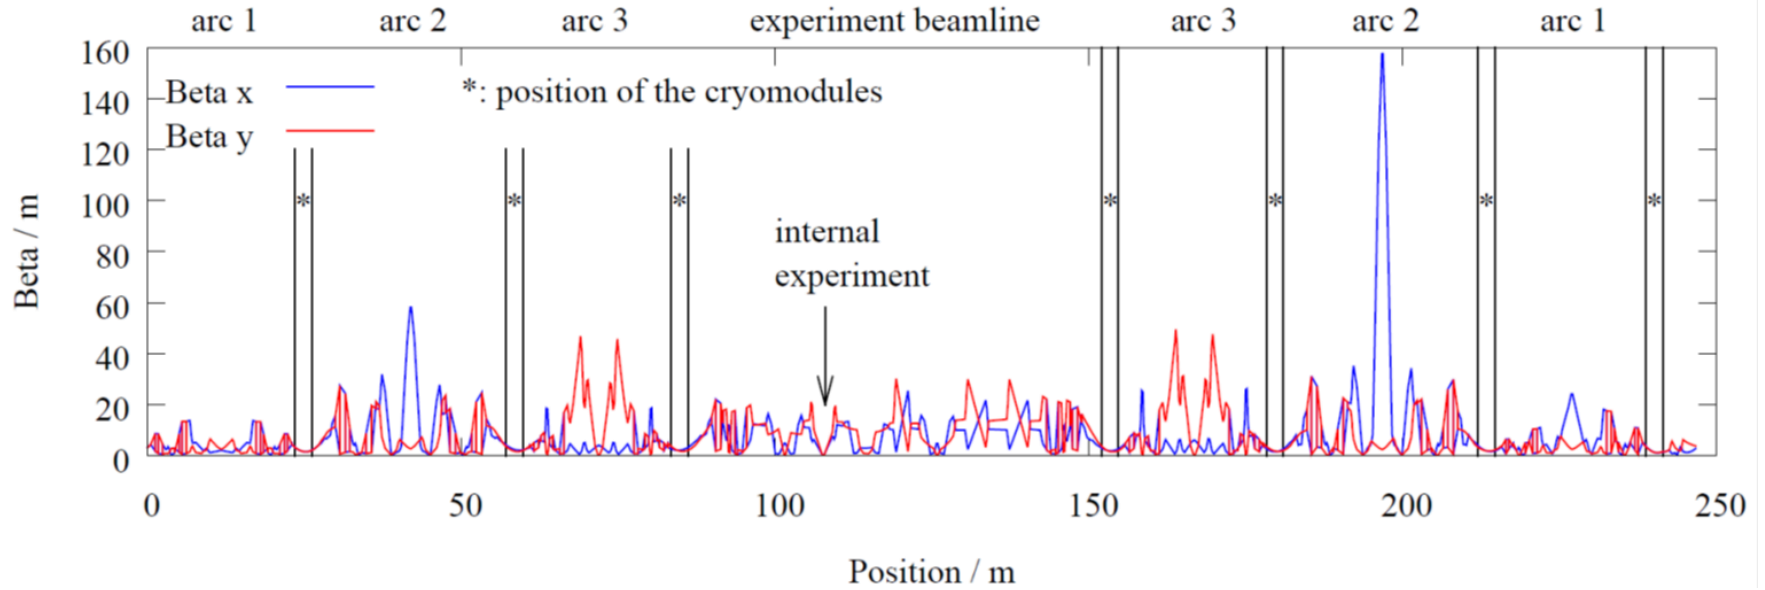 arc 1 arc 2 arc 3 experiment beamline arc 3 arc 2 arc 1
160
140
120
100
80
60
40
20
0
Beta / m
Beta x
Beta y
*: position of the cryomodules
* * * * * * *
internal
experiment
0 50 100 150 200 250
Position / m